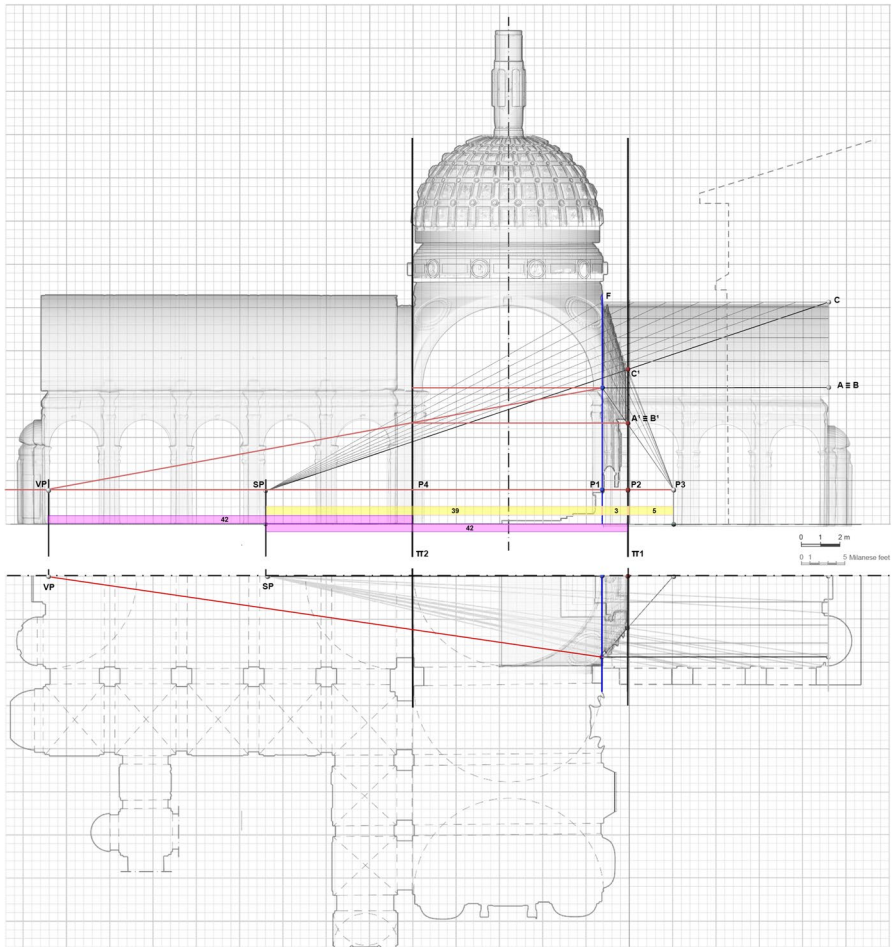 F
C
C'
A ≡ B
A' ≡ B'
VP
SP
P4
P1
P2
P3
39
3
5
42
42
0 1 2 m
π2
π1
0 1 5 Milanese feet
VP
SP